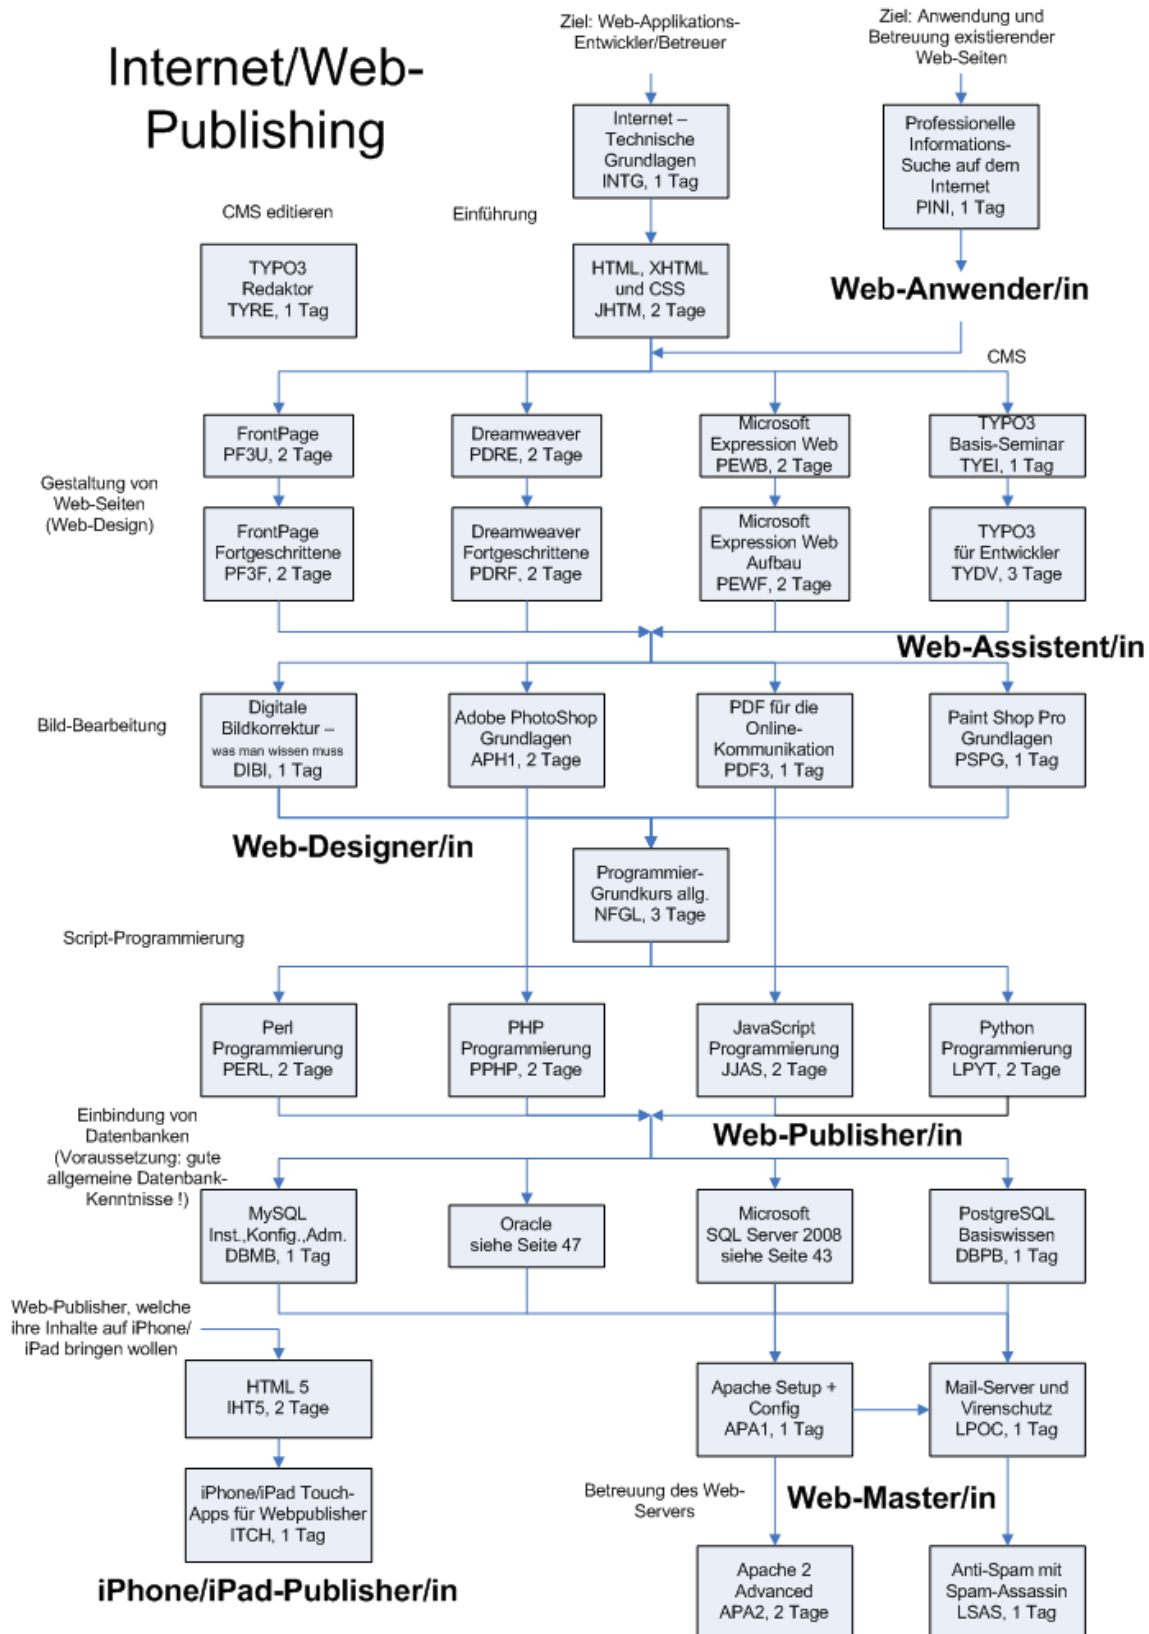 Ziel: Web-Applikations-
Entwickler/Betreuer
Ziel: Anwendung und
Betreuung existierender
Web-Seiten
Internet/Web-
Publishing
Internet –
Technische
Grundlagen
INTG, 1 Tag
Professionelle
Informations-
Suche auf dem
Internet
PINI, 1 Tag
CMS editieren
Einführung
TYPO3
Redaktor
TYRE, 1 Tag
HTML, XHTML
und CSS
JHTM, 2 Tage
Web-Anwender/in
CMS
FrontPage
PF3U, 2 Tage
Dreamweaver
PDRE, 2 Tage
Microsoft
Expression Web
PEWB, 2 Tage
TYPO3
Basis-Seminar
TYEI, 1 Tag
Gestaltung von
Web-Seiten
(Web-Design)
FrontPage
Fortgeschrittene
PF3F, 2 Tage
Dreamweaver
Fortgeschrittene
PDRF, 2 Tage
Microsoft
Expression Web
Aufbau
PEWF, 2 Tage
TYPO3
für Entwickler
TYDV, 3 Tage
Web-Assistent/in
Bild-Bearbeitung
Digitale
Bildkorrektur –
was man wissen muss
DIBI, 1 Tag
Adobe PhotoShop
Grundlagen
APH1, 2 Tage
PDF für die
Online-
Kommunikation
PDF3, 1 Tag
Paint Shop Pro
Grundlagen
PSPG, 1 Tag
Web-Designer/in
Programmier-
Grundkurs allg.
NFGL, 3 Tage
Script-Programmierung
Perl
Programmierung
PERL, 2 Tage
PHP
Programmierung
PPHP, 2 Tage
JavaScript
Programmierung
JJAS, 2 Tage
Python
Programmierung
LPYT, 2 Tage
Einbindung von
Datenbanken
(Voraussetzung: gute
allgemeine Datenbank-
Kenntnisse !)
Web-Publisher/in
MySQL
Inst.,Konfig.,Adm.
DBMB, 1 Tag
Oracle
siehe Seite 47
Microsoft
SQL Server 2008
siehe Seite 43
PostgreSQL
Basiswissen
DBPB, 1 Tag
Web-Publisher, welche
ihre Inhalte auf iPhone/
iPad bringen wollen
HTML 5
IHT5, 2 Tage
Apache Setup +
Config
APA1, 1 Tag
Mail-Server und
Virenschutz
LPOC, 1 Tag
iPhone/iPad Touch-
Apps für Webpublisher
ITCH, 1 Tag
Betreuung des Web-
Servers
Web-Master/in
iPhone/iPad-Publisher/in
Apache 2
Advanced
APA2, 2 Tage
Anti-Spam mit
Spam-Assassin
LSAS, 1 Tag